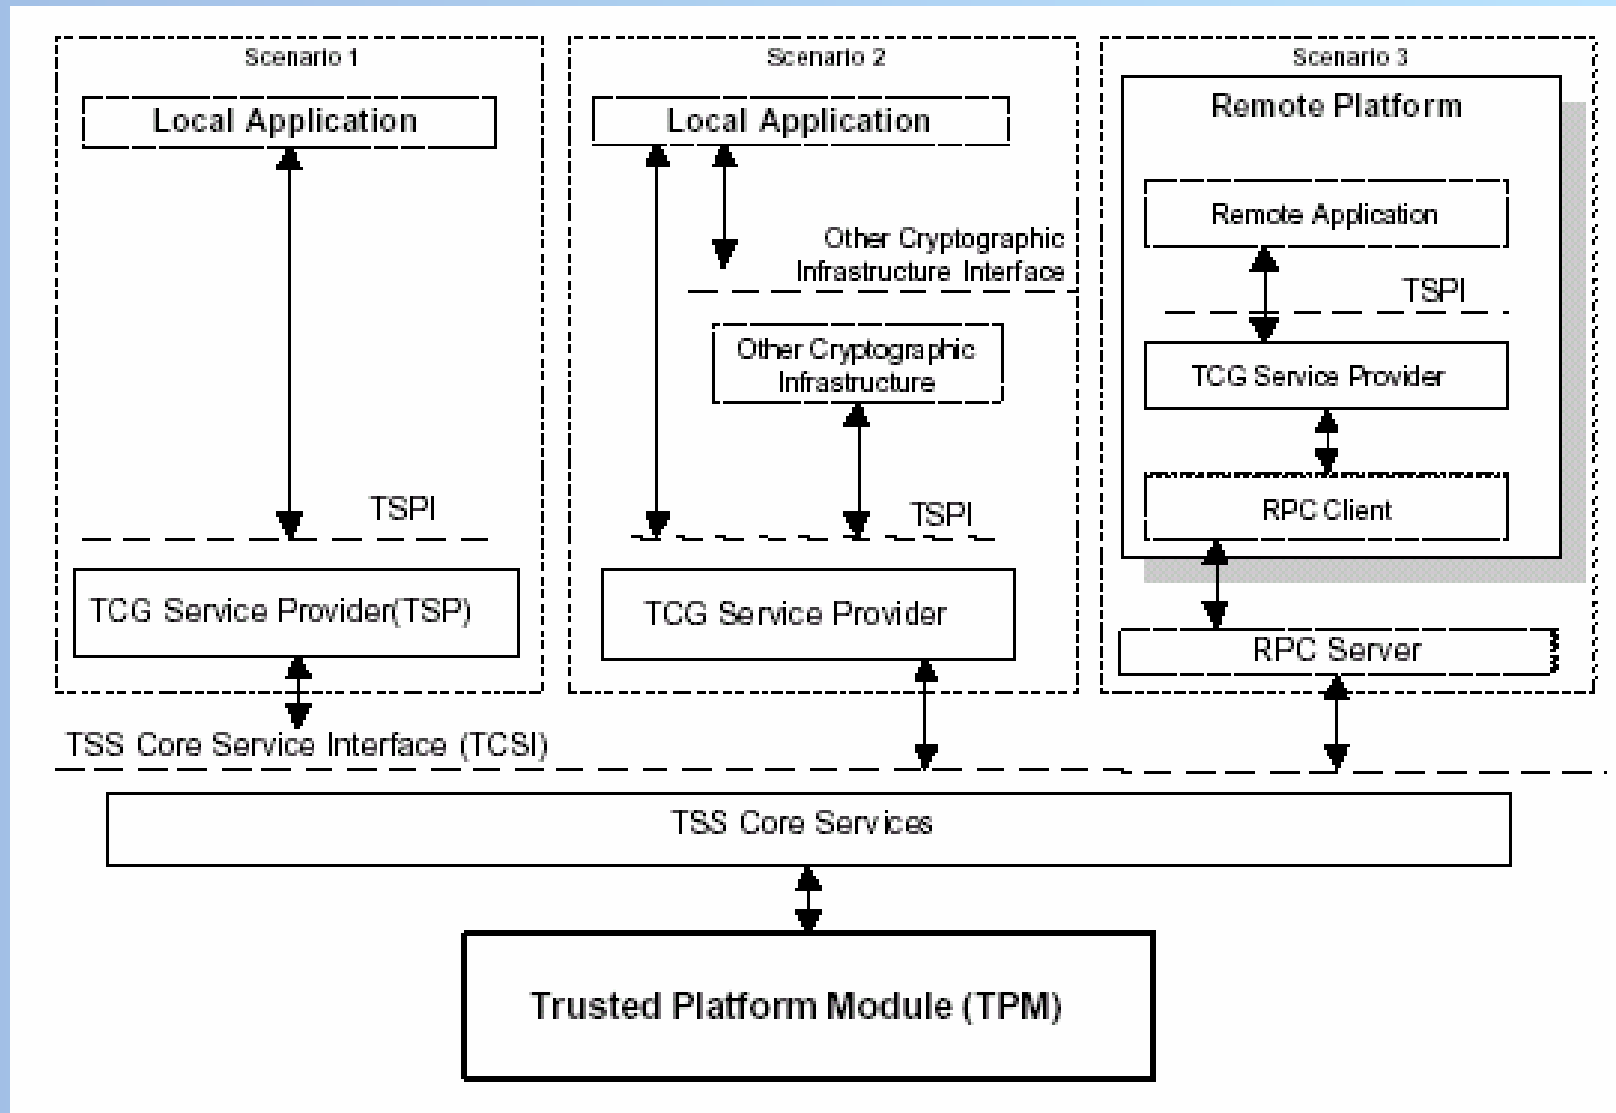 Scenario 1
Local Application
TSPI
TCG Service Provider(TSP)
Scenario 2
Local Application
Other Cryptographic
Infrastructure Interface
Other Cryptographic
Infrastructure
TSPI
TCG Service Provider
Scenario 3
Remote Platform
Remote Application
TSPI
TCG Service Provider
RPC Client
RPC Server
TSS Core Service Interface (TCSI)
TSS Core Services
Trusted Platform Module (TPM)